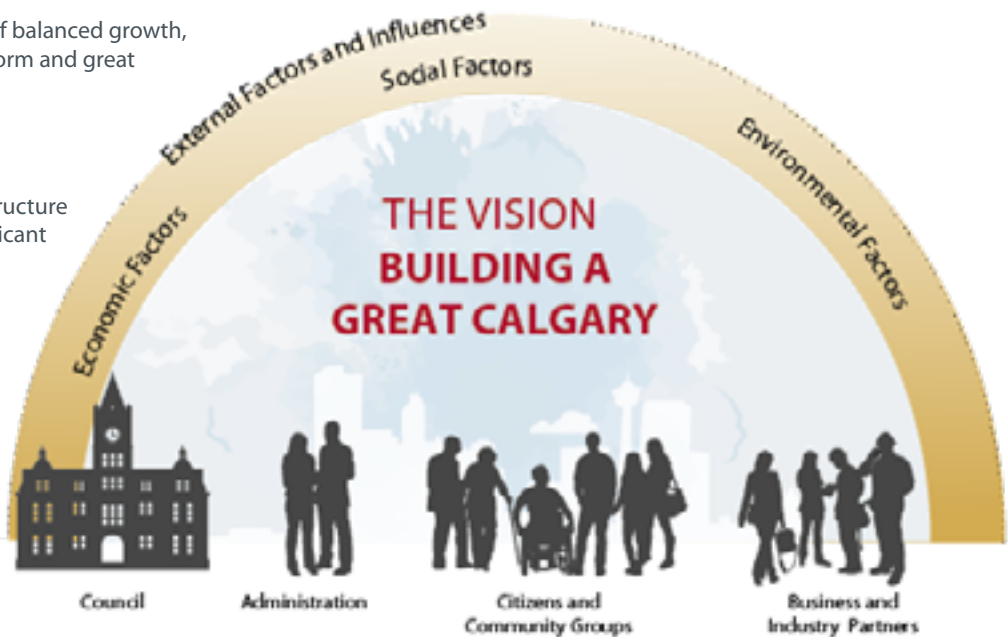 f balanced growth,
orm and great
ructure
icant
External Factors and Influences
Social Factors
Economic Factors
Environmental Factors
THE VISION
BUILDING A
GREAT CALGARY
Council
Administration
Citizens and
Community Groups
Business and
Industry Partners